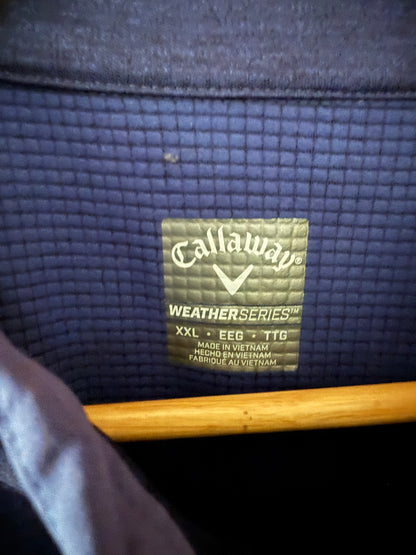 Callaway®
WEATHERSERIES™
XXL • EEG • TTG
MADE IN VIETNAM
HECHO EN VIETNAM
FABRIQUÉ AU VIETNAM